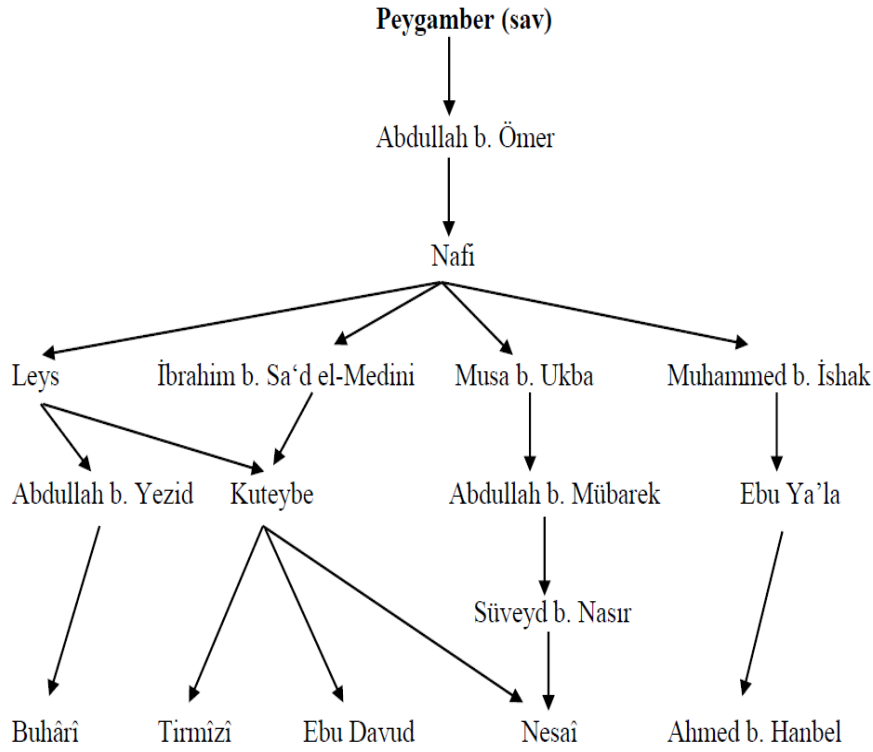 Peygamber (sav)
Abdullah b. Ömer
Nafi
Leys
İbrahim b. Sa‘d el-Medini
Musa b. Ukba
Muhammed b. İshak
Abdullah b. Yezid
Kuteybe
Abdullah b. Mübarek
Ebu Ya’la
Süveyd b. Nasır
Buhârî
Tirmîzî
Ebu Davud
Nesaî
Ahmed b. Hanbel